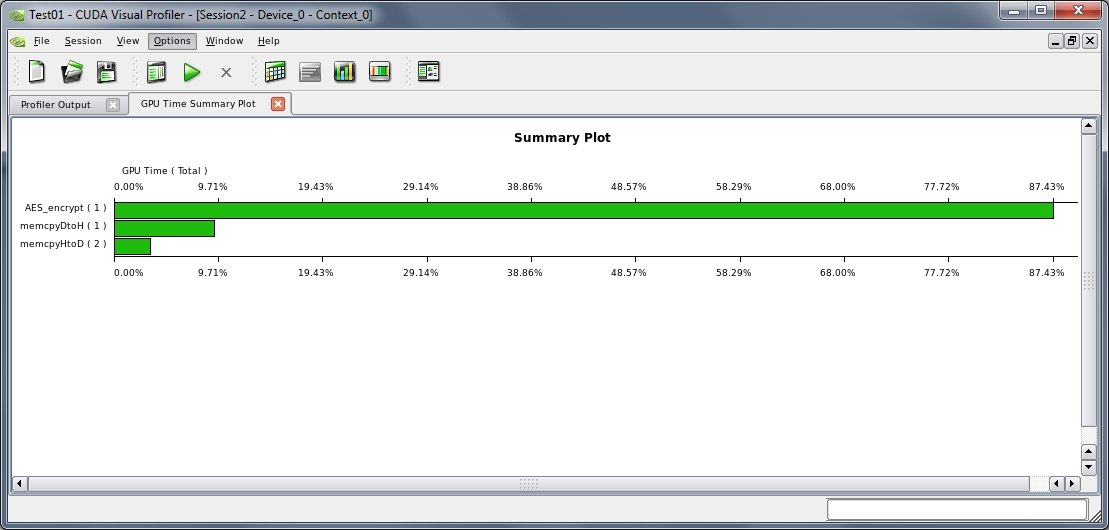 Test01 - CUDA Visual Profiler - [Session2 - Device_0 - Context_0]
File Session View Options Window Help
Profiler Output GPU Time Summary Plot
Summary Plot
GPU Time ( Total )
0.00% 9.71% 19.43% 29.14% 38.86% 48.57% 58.29% 68.00% 77.72% 87.43%
AES_encrypt ( 1 )
memcpyDtoH ( 1 )
memcpyHtoD ( 2 )
0.00% 9.71% 19.43% 29.14% 38.86% 48.57% 58.29% 68.00% 77.72% 87.43%